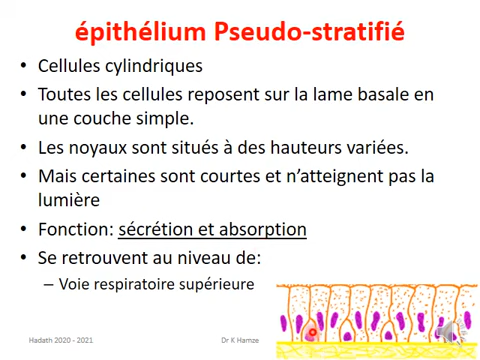 épithélium Pseudo-stratifié
• Cellules cylindriques
• Toutes les cellules reposent sur la lame basale en
une couche simple.
• Les noyaux sont situés à des hauteurs variées.
• Mais certaines sont courtes et n'atteignent pas la
lumière
• Fonction: sécrétion et absorption
• Se retrouvent au niveau de:
– Voie respiratoire supérieure
Hadath 2020 - 2021
Dr K Hamze